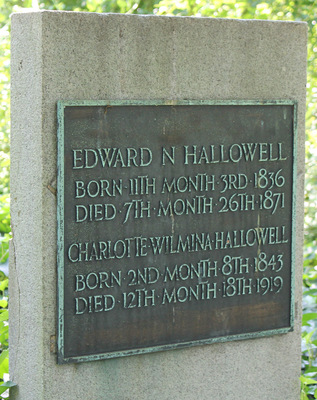 EDWARD N HALLOWELL
BORN · 11TH MONTH · 3RD · 1836
DIED · 7TH · MONTH · 26TH · 1871
CHARLOTTE·WILMINA·HALLOWELL
BORN · 2ND · MONTH · 8TH · 1843
DIED · 12TH · MONTH · 18TH · 1919